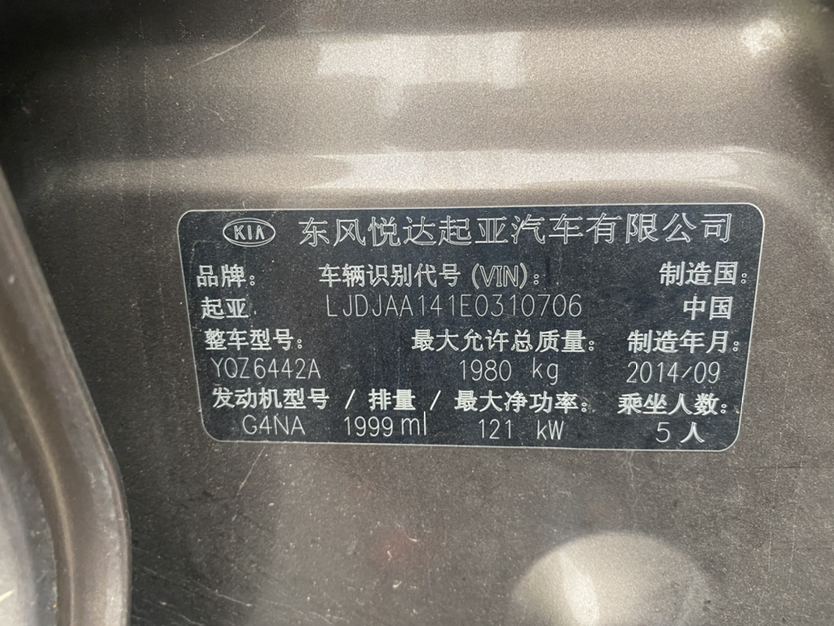 KIA 东风悦达起亚汽车有限公司
品牌： 车辆识别代号 (VIN)： 制造国：
起亚 LJDJAA141E0310706 中国
整车型号： 最大允许总质量： 制造年月：
YQZ6442A 1980 kg 2014/09
发动机型号 / 排量 / 最大净功率： 乘坐人数：
G4NA 1999 ml 121 kW 5 人